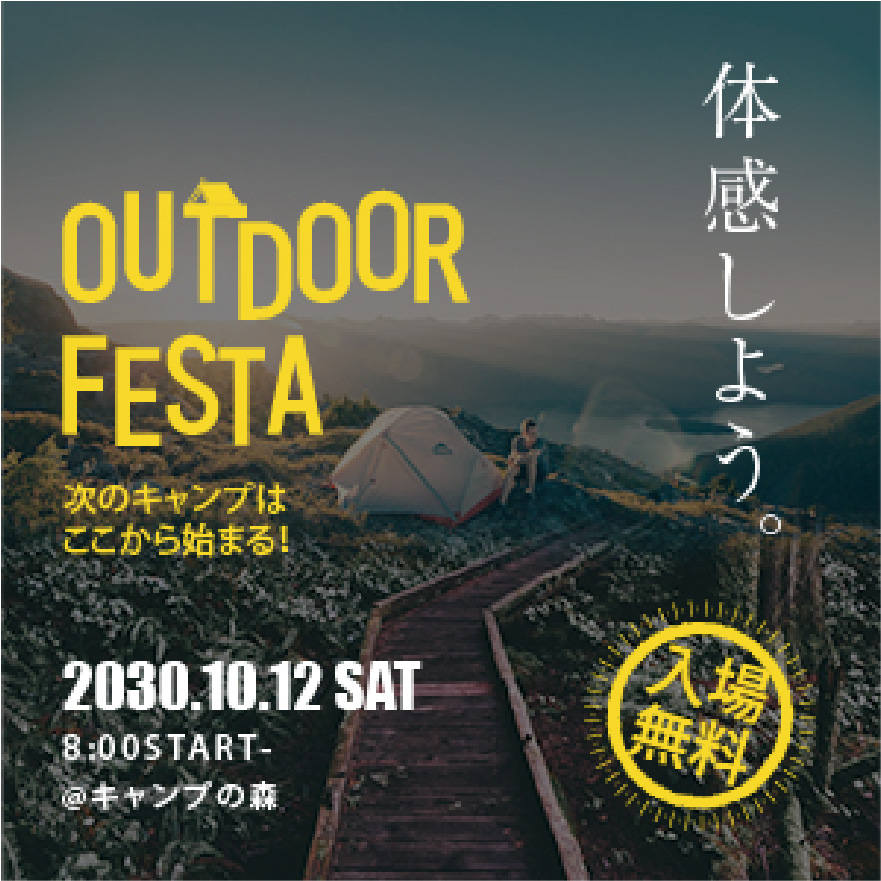 体感しよう。
OUTDOOR
FESTA
次のキャンプは
ここから始まる!
2030.10.12 SAT
8:00START-
@キャンプの森
入場
無料